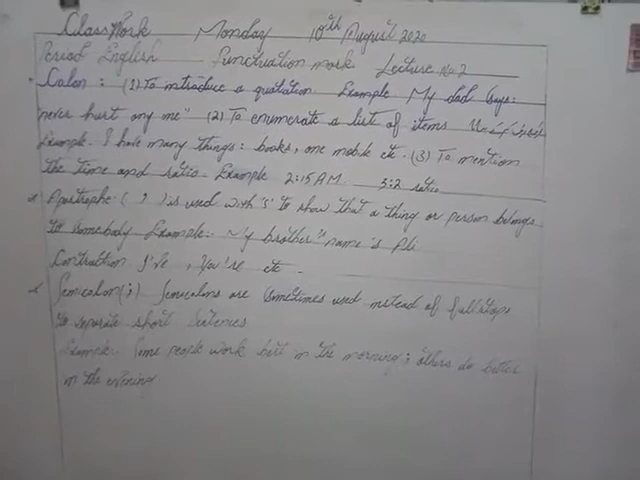 ClassWork Monday 10th August 2020
Period English Punctuation mark Lecture No.2
* Colon : (1) To introduce a quotation Example My dad says:
never hurt any me" (2) To enumerate a list of items
Example. I have many things: books, one mobile etc. (3) To mention
the time and ratio. Example 2:15 A.M. 3:2 ratio
* Apostrophe ( ' ) is used with 's' to show that a thing or person belongs
to somebody Example:- My brother's name is Ali
Contraction I've, You're etc -
* Semicolon(;) Semicolons are sometimes used instead of full stops
to separate short sentences
Example:- Some people work best in the morning; others do better
in the evening